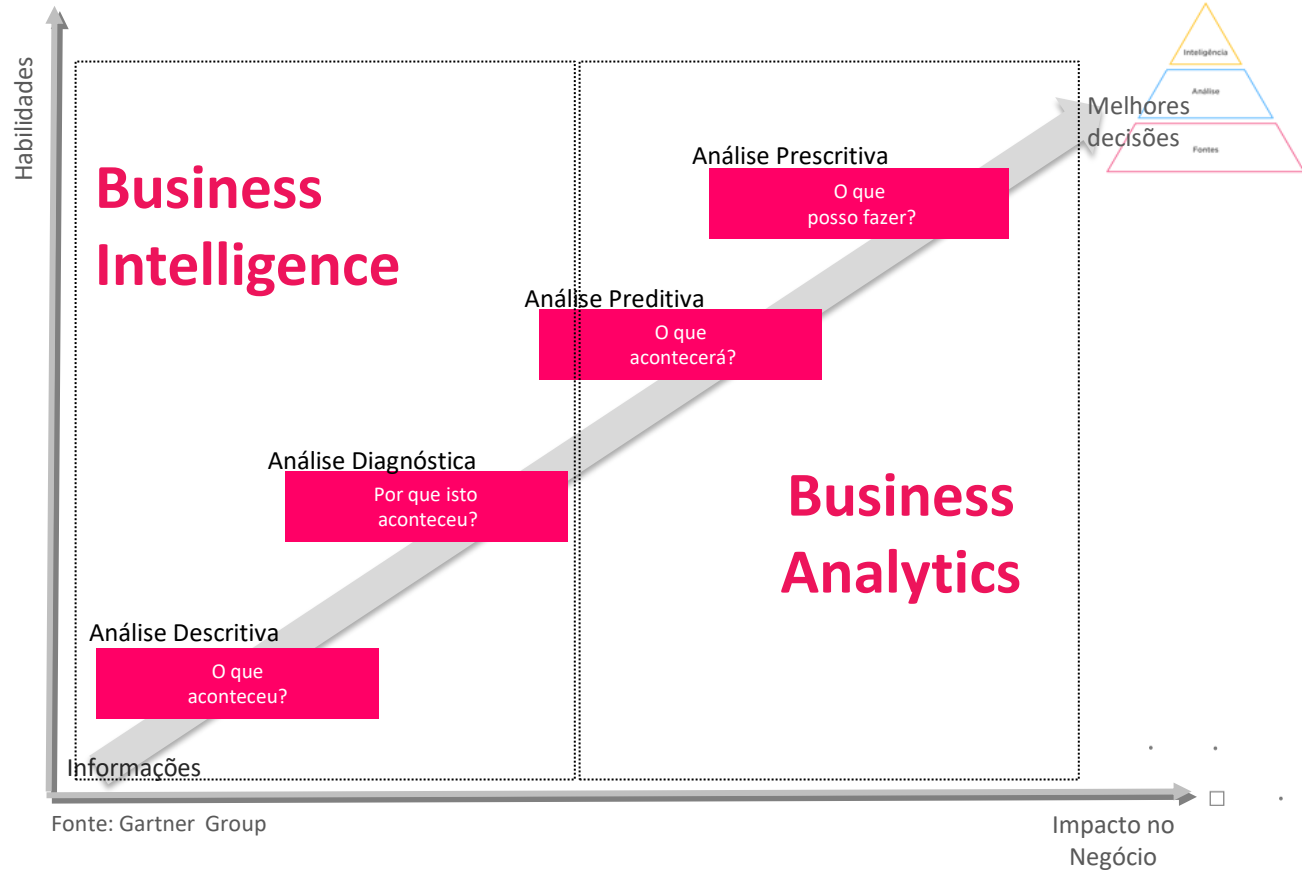 Habilidades
Inteligência
Análise
Fontes
Melhores
decisões
Business
Intelligence
Análise Prescritiva
O que
posso fazer?
Análise Preditiva
O que
acontecerá?
Análise Diagnóstica
Por que isto
aconteceu?
Business
Analytics
Análise Descritiva
O que
aconteceu?
Informações
Fonte: Gartner Group
Impacto no
Negócio